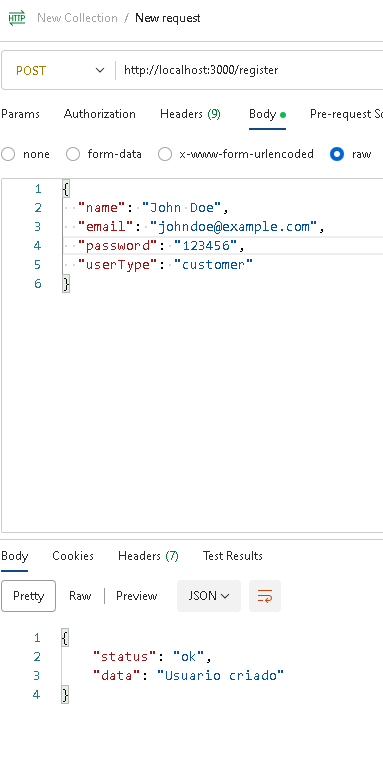 HTTP New Collection / New request
POST http://localhost:3000/register
Params Authorization Headers (9) Body Pre-request Sc
none form-data x-www-form-urlencoded raw
1 {
2 "name": "John Doe",
3 "email": "johndoe@example.com",
4 "password": "123456",
5 "userType": "customer"
6 }
Body Cookies Headers (7) Test Results
Pretty Raw Preview JSON
1 {
2 "status": "ok",
3 "data": "Usuario criado"
4 }